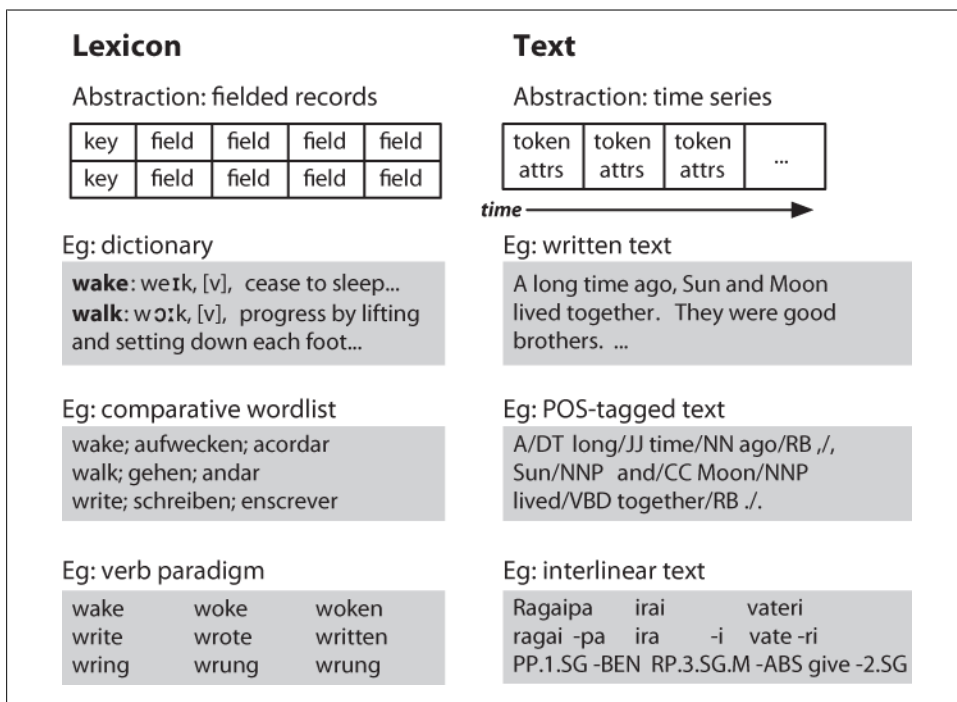 Lexicon
Abstraction: fielded records
key field field field field
key field field field field
Eg: dictionary
wake: weɪk, [v], cease to sleep...
walk: wɔːk, [v], progress by lifting
and setting down each foot...
Eg: comparative wordlist
wake; aufwecken; acordar
walk; gehen; andar
write; schreiben; enscrever
Eg: verb paradigm
wake woke woken
write wrote written
wring wrung wrung
Text
Abstraction: time series
token token token ...
attrs attrs attrs
time
Eg: written text
A long time ago, Sun and Moon
lived together. They were good
brothers. ...
Eg: POS-tagged text
A/DT long/JJ time/NN ago/RB ,/,
Sun/NNP and/CC Moon/NNP
lived/VBD together/RB ./.
Eg: interlinear text
Ragaipa irai vateri
ragai -pa ira -i vate -ri
PP.1.SG -BEN RP.3.SG.M -ABS give -2.SG